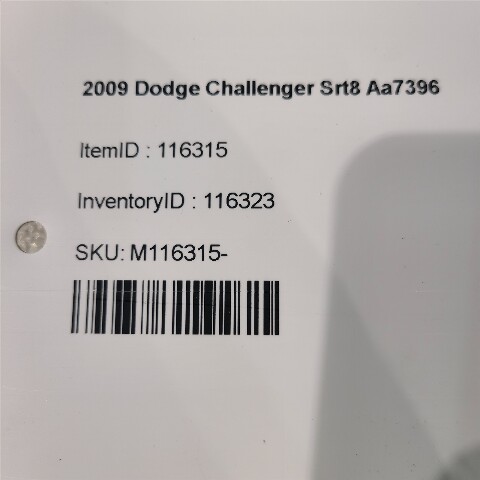 2009 Dodge Challenger Srt8 Aa7396
ItemID : 116315
InventoryID : 116323
SKU: M116315-